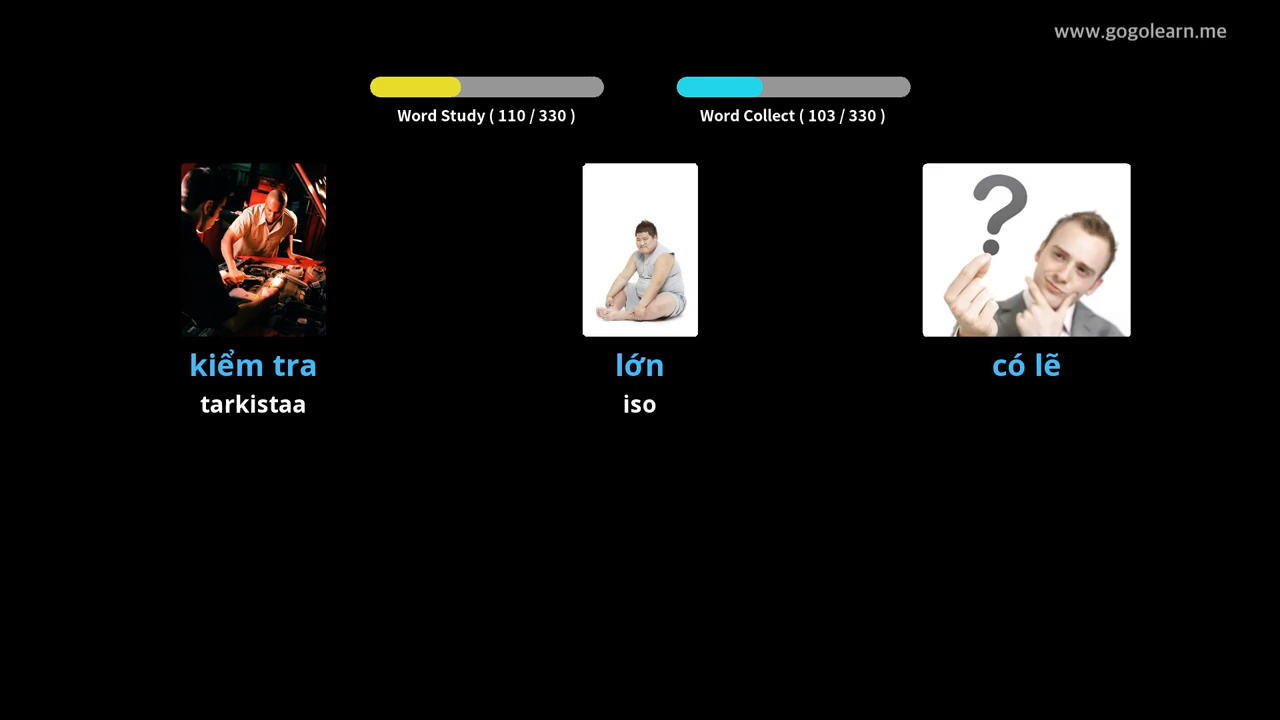 www.gogolearn.me
Word Study ( 110 / 330 )
Word Collect ( 103 / 330 )
kiểm tra
tarkistaa
lớn
iso
có lẽ